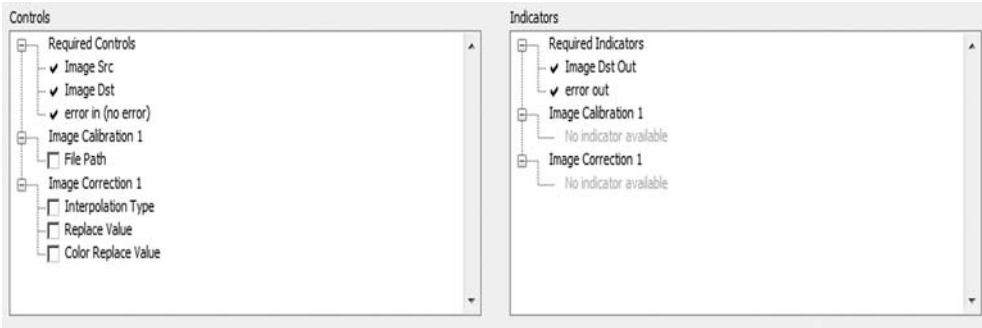 Controls
Required Controls
Image Src
Image Dst
error in (no error)
Image Calibration 1
File Path
Image Correction 1
Interpolation Type
Replace Value
Color Replace Value
Indicators
Required Indicators
Image Dst Out
error out
Image Calibration 1
No indicator available
Image Correction 1
No indicator available